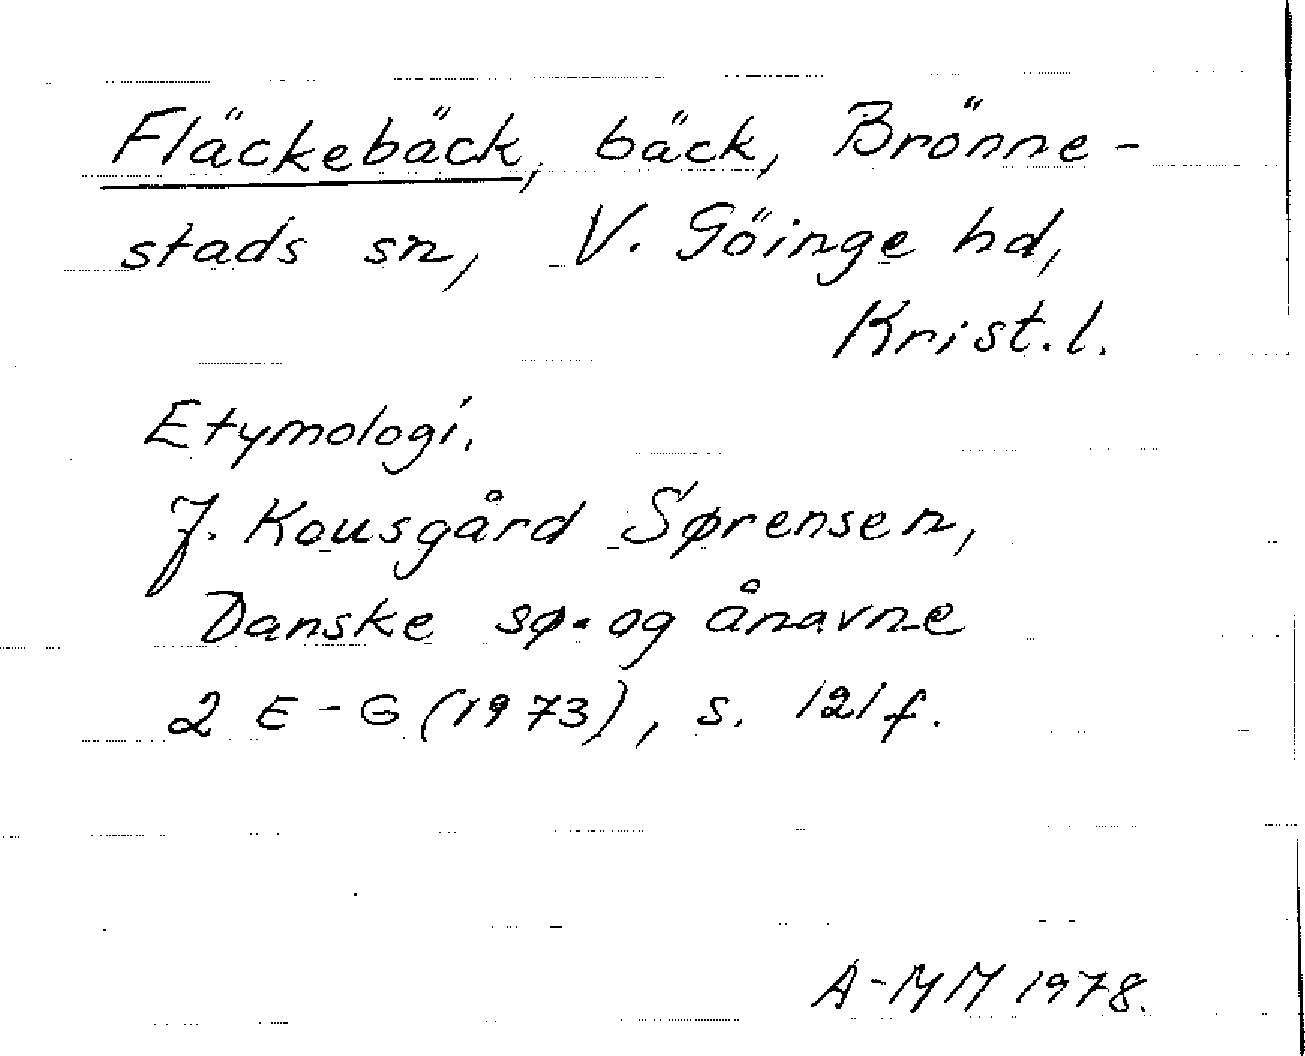 Fläckebäck, bäck, Brönne-
stads sn, V. Göinge hd,
Krist. l.
Etymologi.
J. Kousgård Sørensen,
Danske sø- og ånavne
2 E-G (1973), s. 121 f.
A-MM 1978.